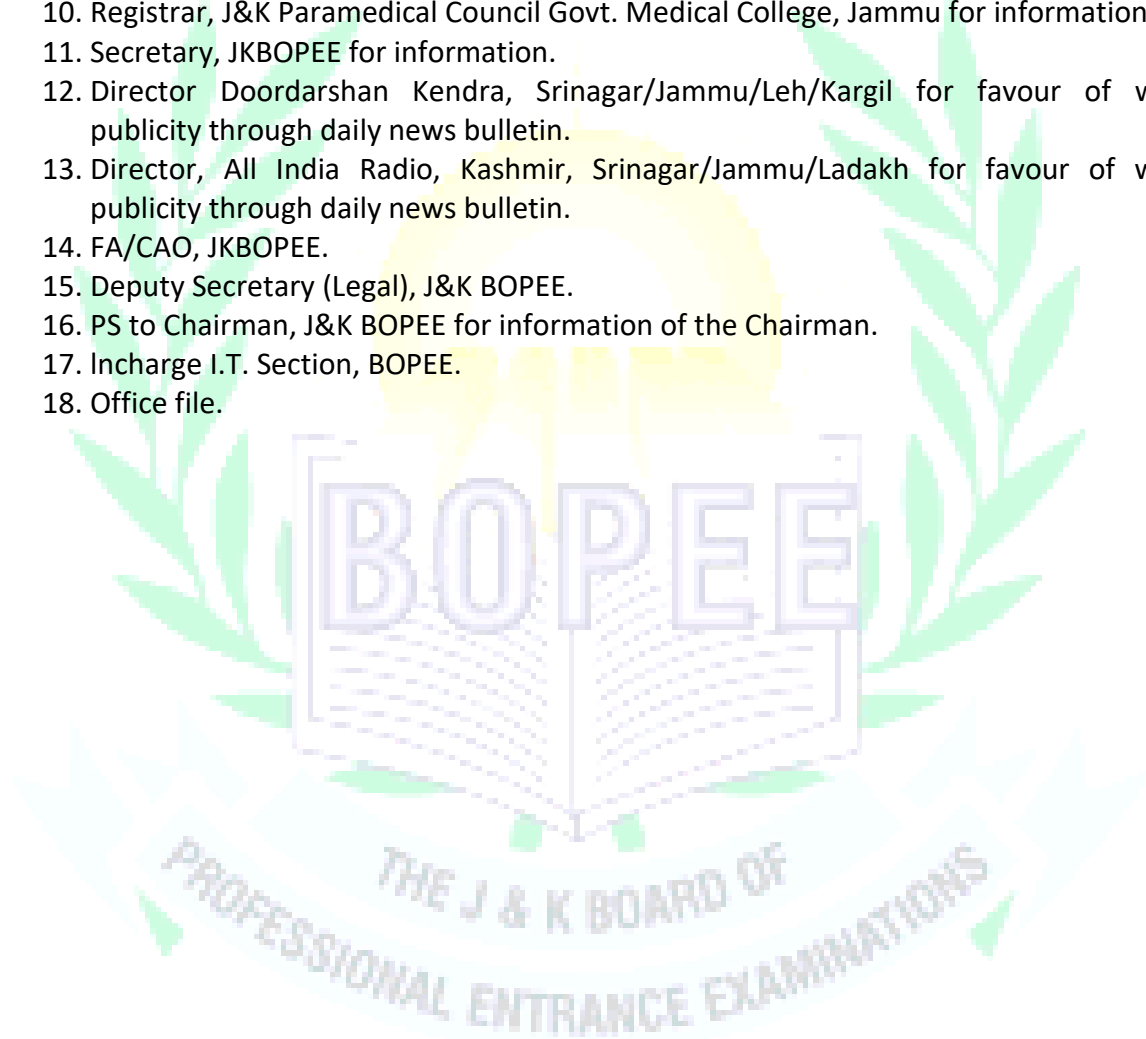 10. Registrar, J&K Paramedical Council Govt. Medical College, Jammu for information
11. Secretary, JKBOPEE for information.
12. Director Doordarshan Kendra, Srinagar/Jammu/Leh/Kargil for favour of
publicity through daily news bulletin.
13. Director, All India Radio, Kashmir, Srinagar/Jammu/Ladakh for favour of
publicity through daily news bulletin.
14. FA/CAO, JKBOPEE.
15. Deputy Secretary (Legal), J&K BOPEE.
16. PS to Chairman, J&K BOPEE for information of the Chairman.
17. Incharge I.T. Section, BOPEE.
18. Office file.
BOPEE
THE J & K BOARD OF
PROFESSIONAL ENTRANCE EXAMINATIONS